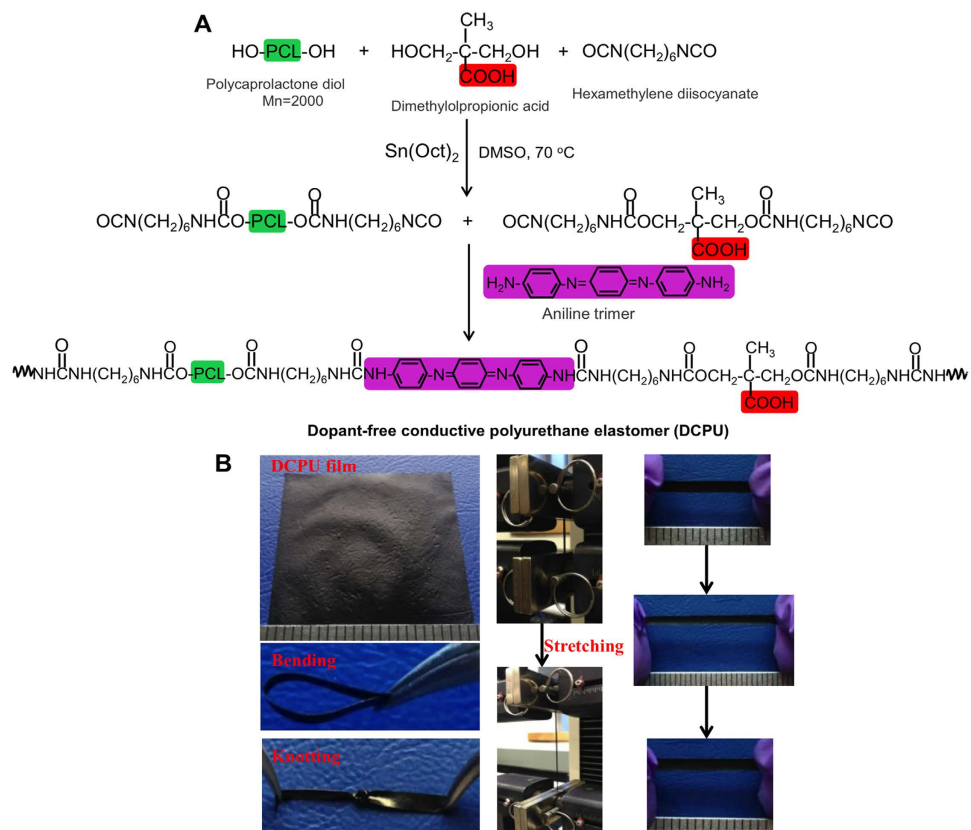 A
HO-PCL-OH + HOCH₂-C-CH₂OH + OCN(CH₂)₆NCO
CH₃
COOH
Polycaprolactone diol
Mn=2000
Dimethylolpropionic acid
Hexamethylene diisocyanate
Sn(Oct)₂ DMSO, 70 °C
O O O CH₃ O
OCN(CH₂)₆NHCO-PCL-OCNH(CH₂)₆NCO + OCN(CH₂)₆NHCOCH₂-C-CH₂OCNH(CH₂)₆NCO
COOH
H₂N- -N= =N- -NH₂
Aniline trimer
O O O O O O CH₃ O O
NHCNH(CH₂)₆NHCO-PCL-OCNH(CH₂)₆NHCNH- -N= =N- -NHCNH(CH₂)₆NHCOCH₂-C-CH₂OCNH(CH₂)₆NHCNH
COOH
Dopant-free conductive polyurethane elastomer (DCPU)
B
DCPU film
Bending
Knotting
Stretching